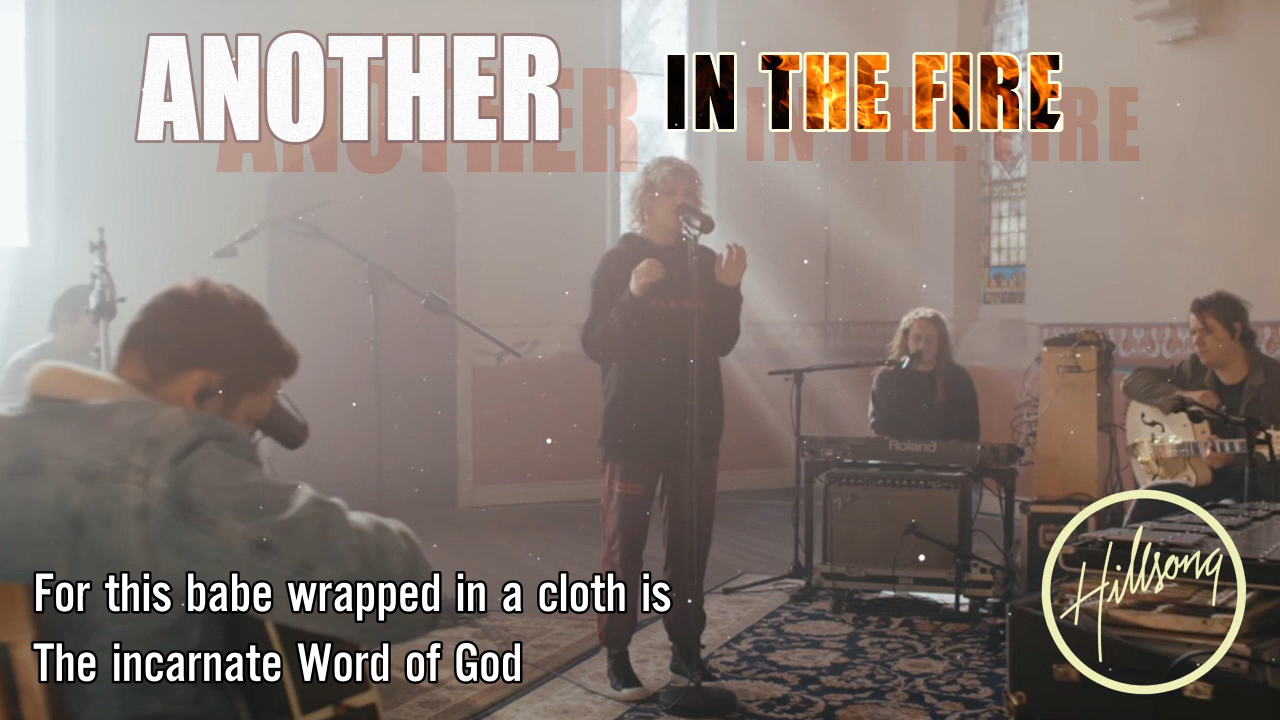 ANOTHER IN THE FIRE
Roland
Hillsong
For this babe wrapped in a cloth is
The incarnate Word of God